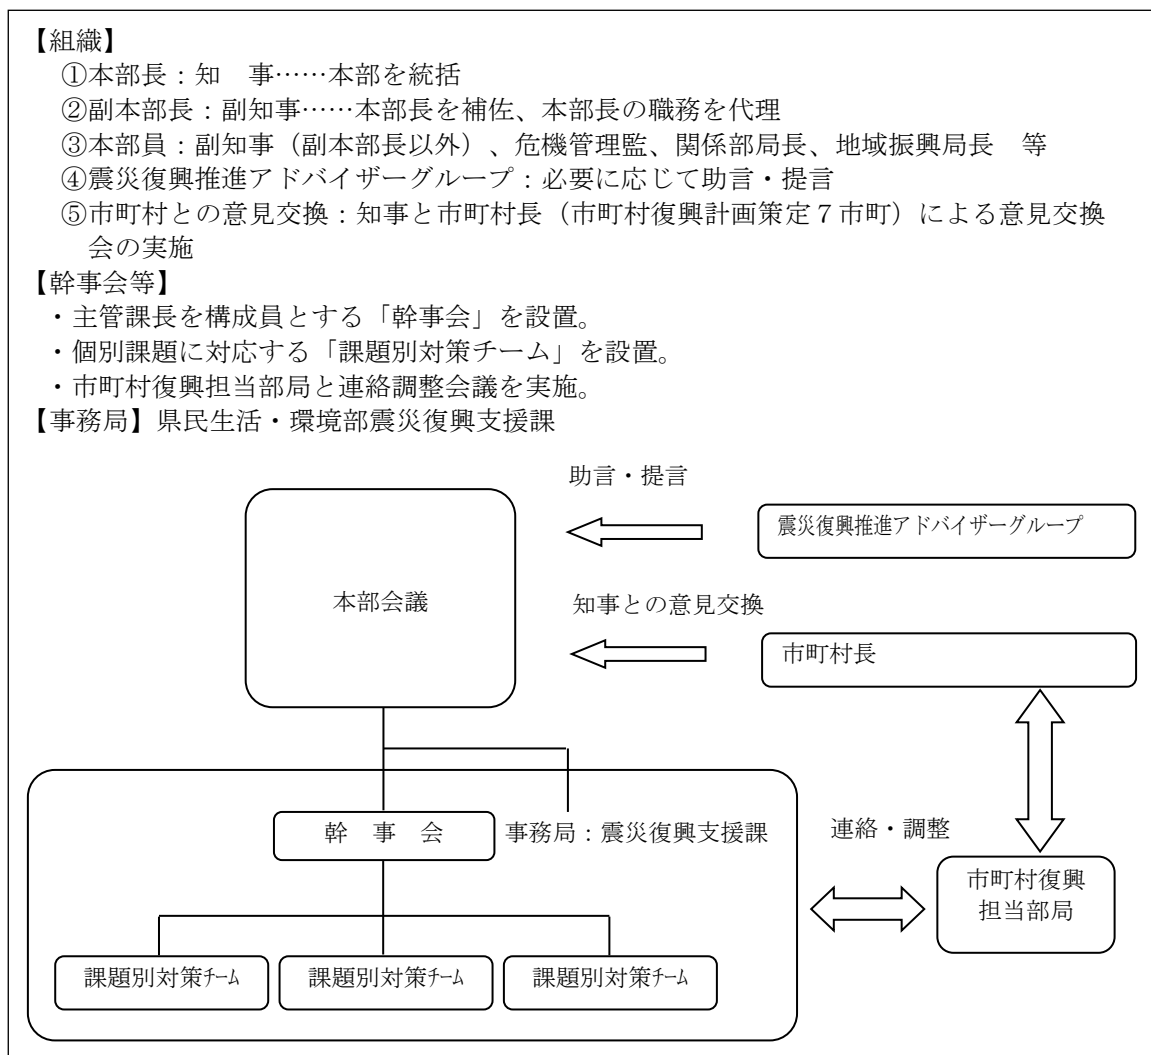 【組織】
①本部長：知　事……本部を統括
②副本部長：副知事……本部長を補佐、本部長の職務を代理
③本部員：副知事（副本部長以外）、危機管理監、関係部局長、地域振興局長　等
④震災復興推進アドバイザーグループ：必要に応じて助言・提言
⑤市町村との意見交換：知事と市町村長（市町村復興計画策定７市町）による意見交換
会の実施
【幹事会等】
・主管課長を構成員とする「幹事会」を設置。
・個別課題に対応する「課題別対策チーム」を設置。
・市町村復興担当部局と連絡調整会議を実施。
【事務局】県民生活・環境部震災復興支援課
助言・提言
震災復興推進アドバイザーグループ
本部会議
知事との意見交換
市町村長
幹　事　会
事務局：震災復興支援課
連絡・調整
市町村復興
担当部局
課題別対策ﾁｰﾑ
課題別対策ﾁｰﾑ
課題別対策ﾁｰﾑ